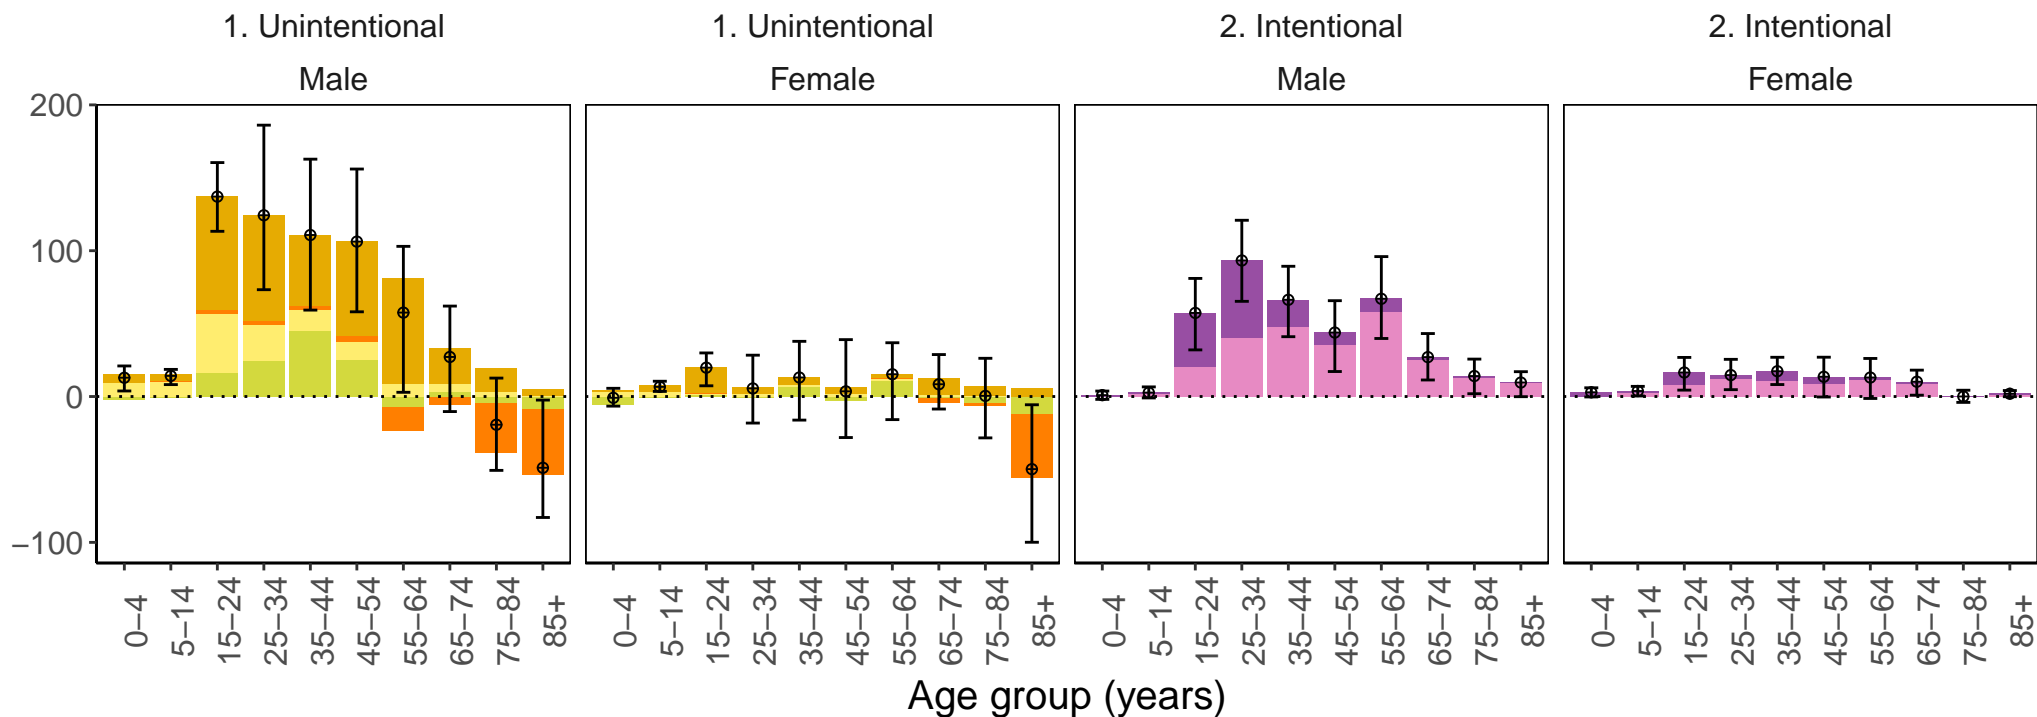 1. Unintentional 1. Unintentional 2. Intentional 2. Intentional
Male Female Male Female
200
100
0
−100
0−4 5−14 15−24 25−34 35−44 45−54 55−64 65−74 75−84 85+ 0−4 5−14 15−24 25−34 35−44 45−54 55−64 65−74 75−84 85+ 0−4 5−14 15−24 25−34 35−44 45−54 55−64 65−74 75−84 85+ 0−4 5−14 15−24 25−34 35−44 45−54 55−64 65−74 75−84 85+
Age group (years)